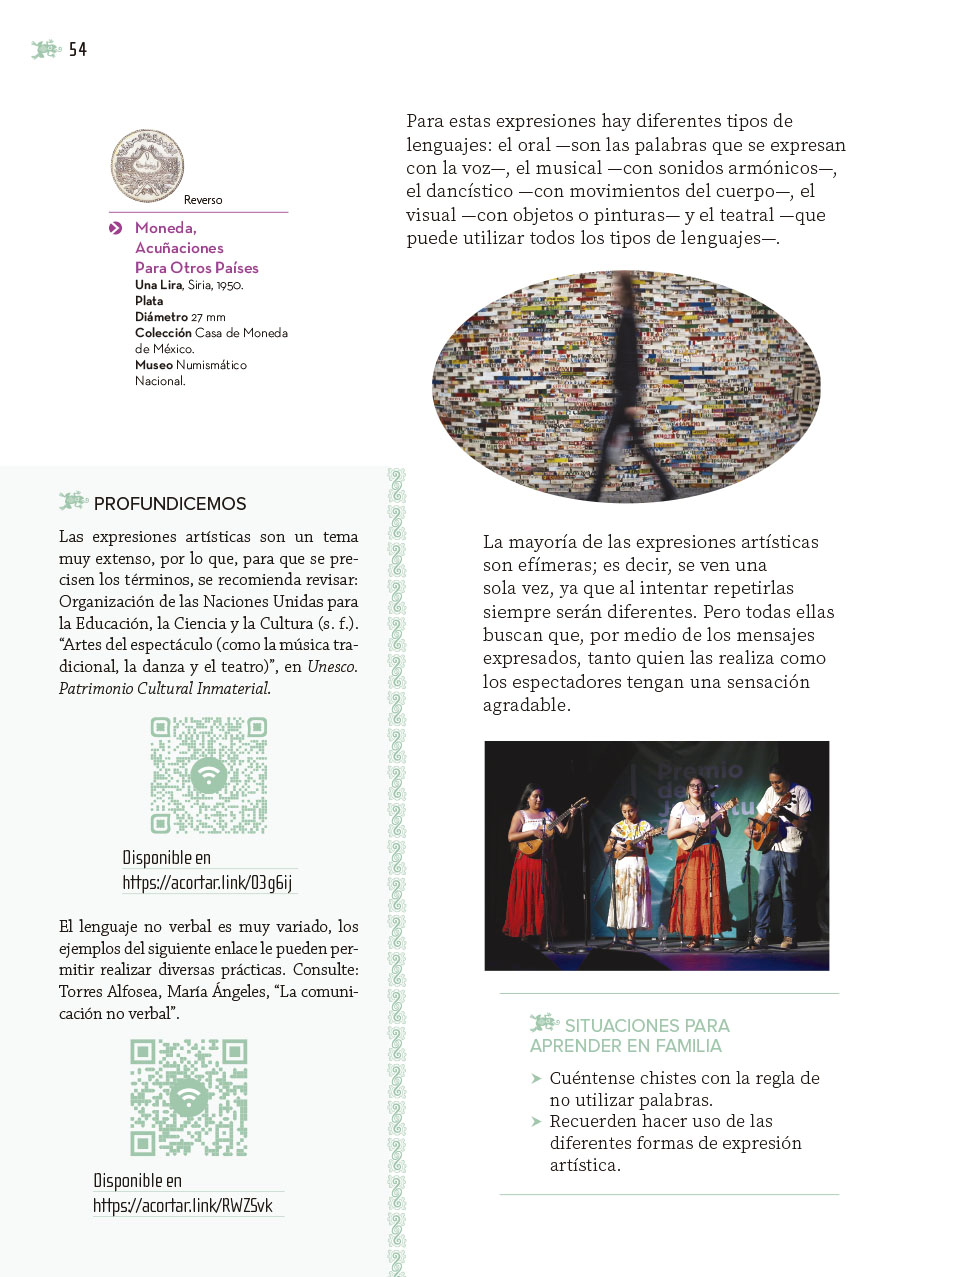 54
Para estas expresiones hay diferentes tipos de
lenguajes: el oral —son las palabras que se expresan
con la voz—, el musical —con sonidos armónicos—,
el dancístico —con movimientos del cuerpo—, el
visual —con objetos o pinturas— y el teatral —que
puede utilizar todos los tipos de lenguajes—.
Reverso
Moneda,
Acuñaciones
Para Otros Países
Una Lira, Siria, 1950.
Plata
Diámetro 27 mm
Colección Casa de Moneda
de México.
Museo Numismático
Nacional.
La mayoría de las expresiones artísticas
son efímeras; es decir, se ven una
sola vez, ya que al intentar repetirlas
siempre serán diferentes. Pero todas ellas
buscan que, por medio de los mensajes
expresados, tanto quien las realiza como
los espectadores tengan una sensación
agradable.
Premio
de
PROFUNDICEMOS
Las expresiones artísticas son un tema
muy extenso, por lo que, para que se pre-
cisen los términos, se recomienda revisar:
Organización de las Naciones Unidas para
la Educación, la Ciencia y la Cultura (s. f.).
“Artes del espectáculo (como la música tra-
dicional, la danza y el teatro)”, en Unesco.
Patrimonio Cultural Inmaterial.
Disponible en
https://acortar.link/03g6ij
El lenguaje no verbal es muy variado, los
ejemplos del siguiente enlace le pueden per-
mitir realizar diversas prácticas. Consulte:
Torres Alfosea, María Ángeles, “La comuni-
cación no verbal”.
Disponible en
https://acortar.link/RWZSvk
SITUACIONES PARA
APRENDER EN FAMILIA
➤ Cuéntense chistes con la regla de
no utilizar palabras.
➤ Recuerden hacer uso de las
diferentes formas de expresión
artística.